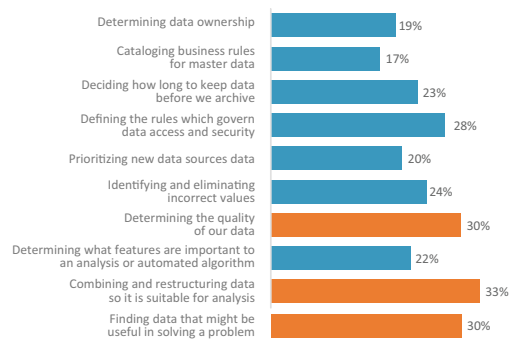 Determining data ownership
19%
Cataloging business rules
for master data
17%
Deciding how long to keep data
before we archive
23%
Defining the rules which govern
data access and security
28%
Prioritizing new data sources data
20%
Identifying and eliminating
incorrect values
24%
Determining the quality
of our data
30%
Determining what features are important to
an analysis or automated algorithm
22%
Combining and restructuring data
so it is suitable for analysis
33%
Finding data that might be
useful in solving a problem
30%